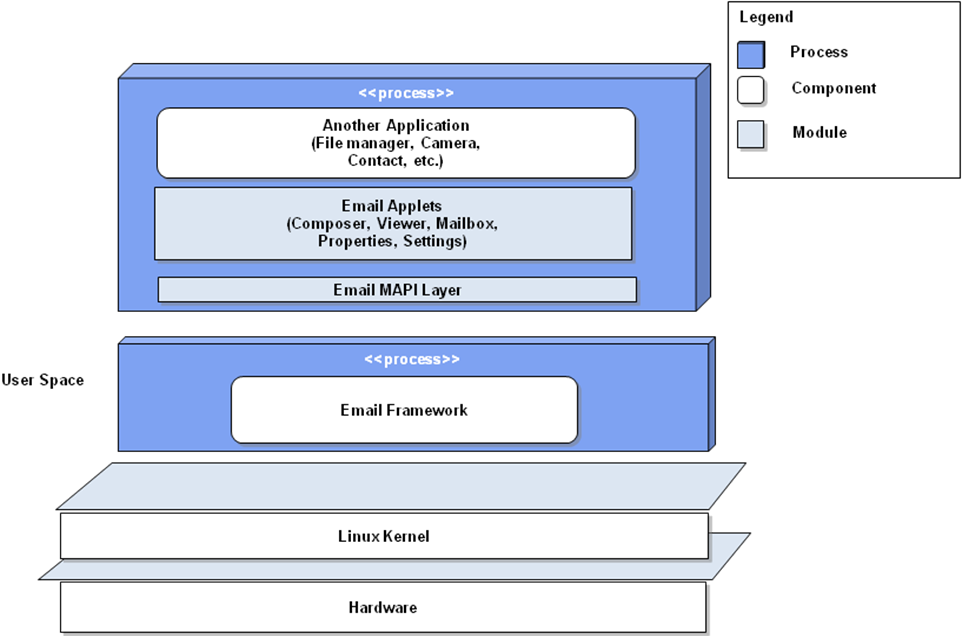 Legend
Process
Component
Module
<<process>>
Another Application
(File manager, Camera,
Contact, etc.)
Email Applets
(Composer, Viewer, Mailbox,
Properties, Settings)
Email MAPI Layer
<<process>>
User Space
Email Framework
Linux Kernel
Hardware